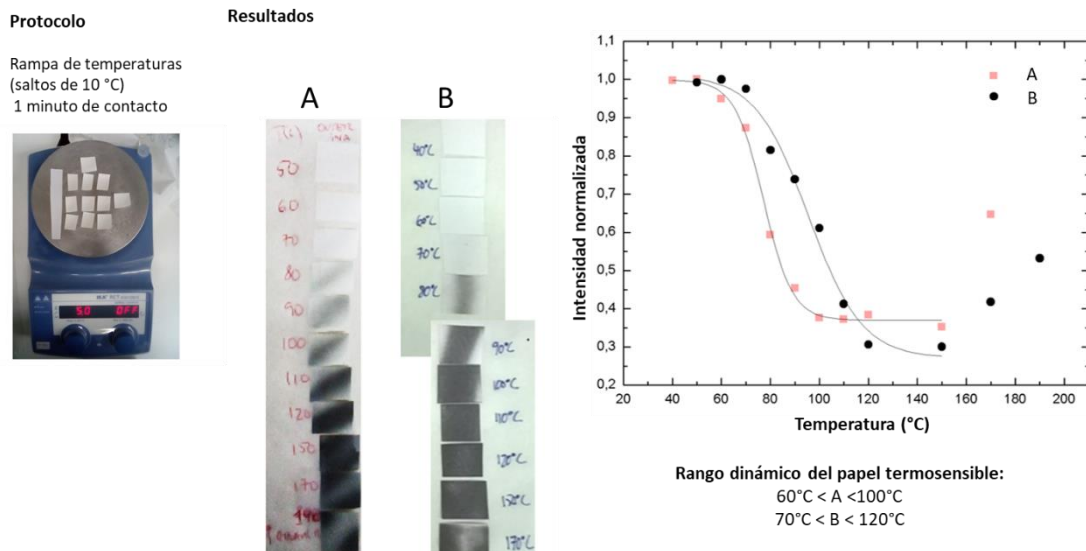 Protocolo
Rampa de temperaturas
(saltos de 10 °C)
1 minuto de contacto
5.0 OFF
Resultados
A
B
50
60
70
80
90
100
110
120
150
170
190
40°C
50°C
60°C
70°C
80°C
90°C
100°C
110°C
120°C
150°C
170°C
Intensidad normalizada
1,1
1,0
0,9
0,8
0,7
0,6
0,5
0,4
0,3
0,2
20 40 60 80 100 120 140 160 180 200
Temperatura (°C)
A
B
Rango dinámico del papel termosensible:
60°C < A <100°C
70°C < B < 120°C